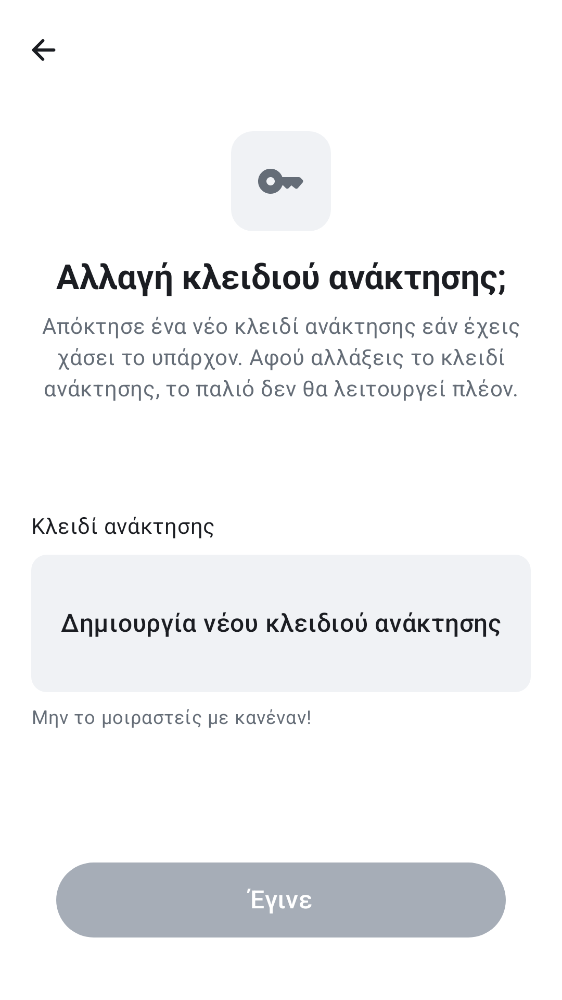 Αλλαγή κλειδιού ανάκτησης;
Απόκτησε ένα νέο κλειδί ανάκτησης εάν έχεις
χάσει το υπάρχον. Αφού αλλάξεις το κλειδί
ανάκτησης, το παλιό δεν θα λειτουργεί πλέον.
Κλειδί ανάκτησης
Δημιουργία νέου κλειδιού ανάκτησης
Μην το μοιραστείς με κανέναν!
Έγινε